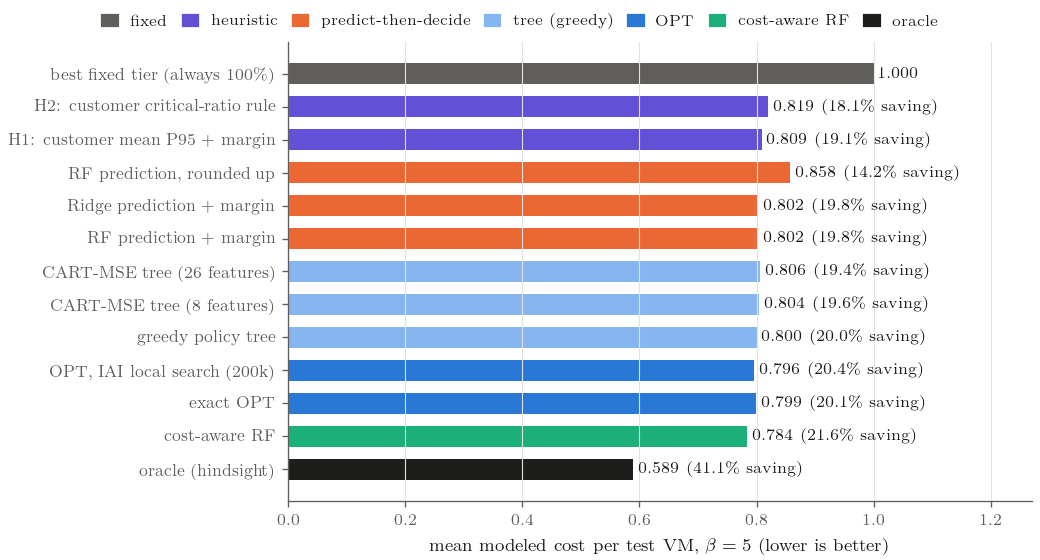 fixed heuristic predict-then-decide tree (greedy) OPT cost-aware RF oracle
best fixed tier (always 100%) 1.000
H2: customer critical-ratio rule 0.819 (18.1% saving)
H1: customer mean P95 + margin 0.809 (19.1% saving)
RF prediction, rounded up 0.858 (14.2% saving)
Ridge prediction + margin 0.802 (19.8% saving)
RF prediction + margin 0.802 (19.8% saving)
CART-MSE tree (26 features) 0.806 (19.4% saving)
CART-MSE tree (8 features) 0.804 (19.6% saving)
greedy policy tree 0.800 (20.0% saving)
OPT, IAI local search (200k) 0.796 (20.4% saving)
exact OPT 0.799 (20.1% saving)
cost-aware RF 0.784 (21.6% saving)
oracle (hindsight) 0.589 (41.1% saving)
0.0 0.2 0.4 0.6 0.8 1.0 1.2
mean modeled cost per test VM, β = 5 (lower is better)